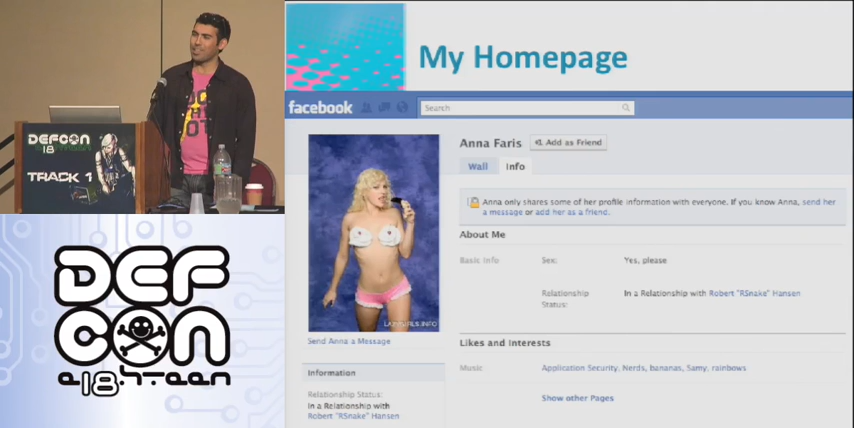 My Homepage
facebook
Search
Anna Faris
Add as Friend
Wall
Info
Anna only shares some of her profile information with everyone. If you know Anna, send her
a message or add her as a friend.
About Me
Basic Info
Sex:
Yes, please
Relationship
Status:
In a Relationship with Robert "RSnake" Hansen
Likes and Interests
Music
Application Security, Nerds, bananas, Samy, rainbows
Show other Pages
Send Anna a Message
Information
Relationship Status:
In a Relationship with
Robert "RSnake" Hansen
DEFCON
18
TRACK 1
DEF
CON
e18hteen